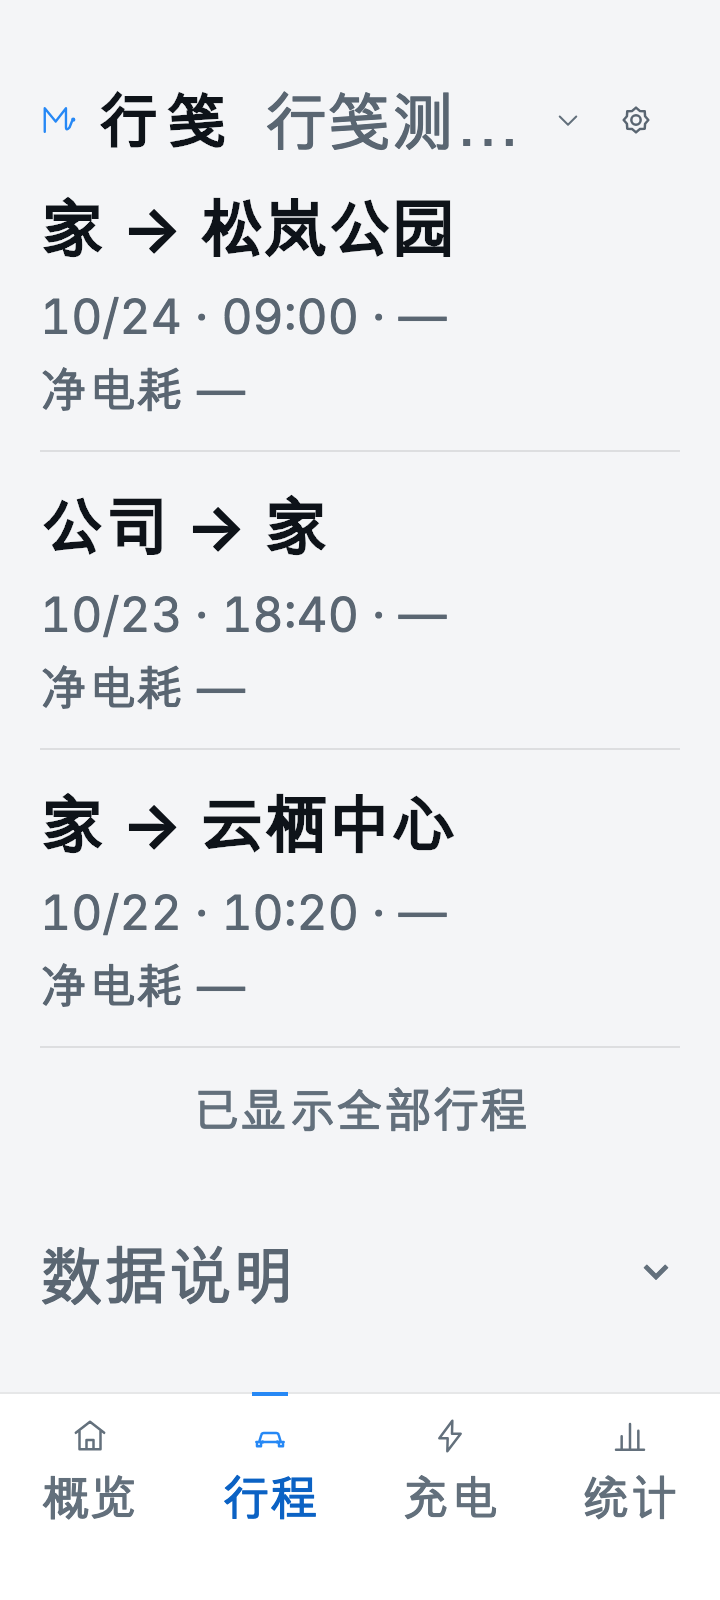 行笺 行笺测...
家 → 松岚公园
10/24 · 09:00 · —
净电耗 —
公司 → 家
10/23 · 18:40 · —
净电耗 —
家 → 云栖中心
10/22 · 10:20 · —
净电耗 —
已显示全部行程
数据说明
概览 行程 充电 统计